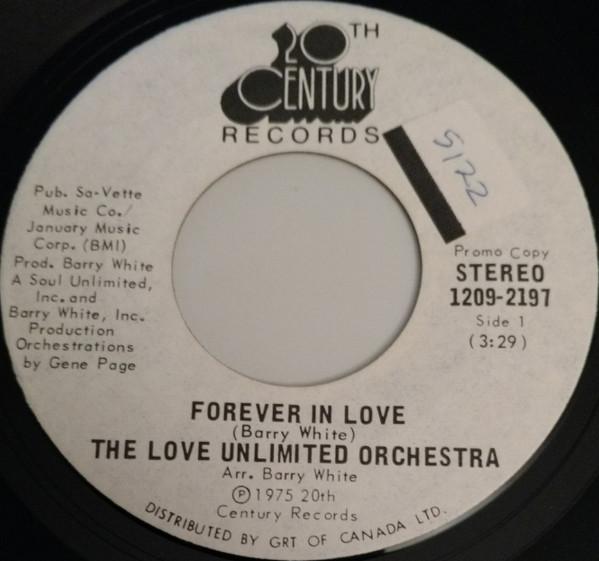 20TH
CENTURY
RECORDS
5122
Pub. Sa-Vette
Music Co./
January Music
Corp. (BMI)
Prod. Barry White
A Soul Unlimited,
Inc. and
Barry White, Inc.
Production
Orchestrations
by Gene Page
Promo Copy
STEREO
1209-2197
Side 1
(3:29)
FOREVER IN LOVE
(Barry White)
THE LOVE UNLIMITED ORCHESTRA
Arr. Barry White
Ⓟ 1975 20th
Century Records
DISTRIBUTED BY GRT OF CANADA LTD.